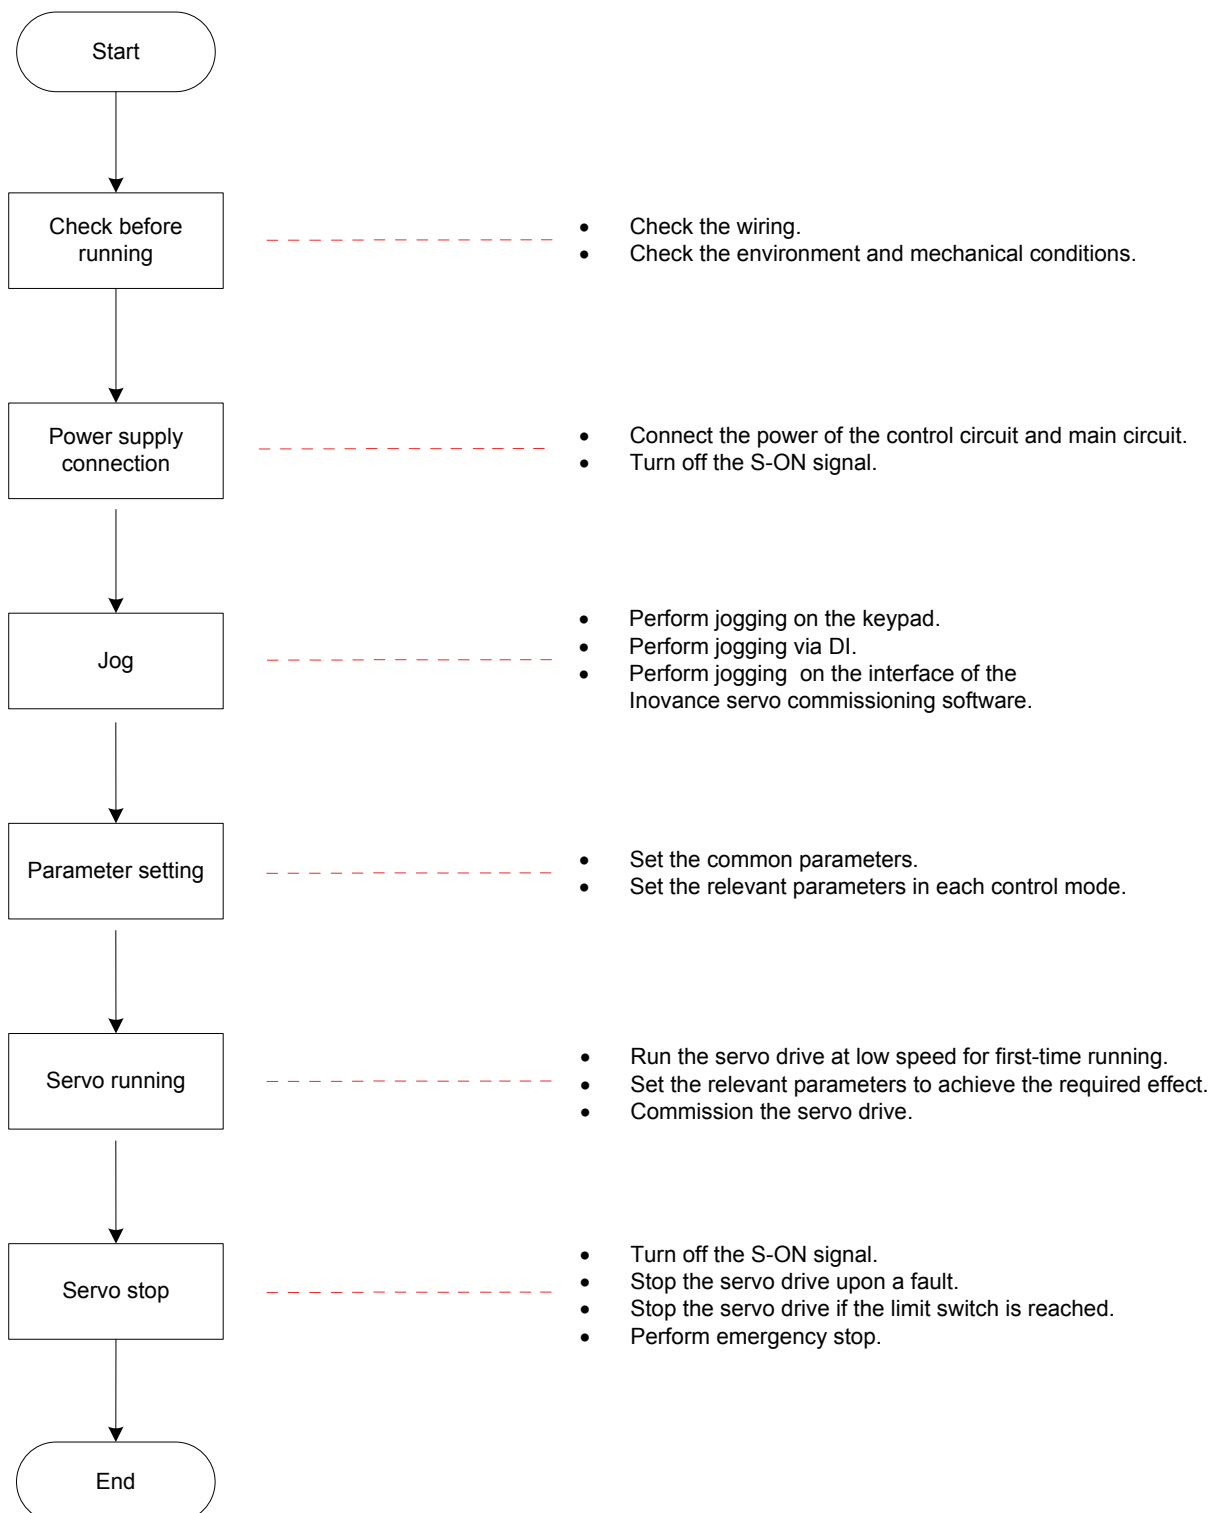 Start
Check before
running
• Check the wiring.
• Check the environment and mechanical conditions.
Power supply
connection
• Connect the power of the control circuit and main circuit.
• Turn off the S-ON signal.
Jog
• Perform jogging on the keypad.
• Perform jogging via DI.
• Perform jogging  on the interface of the
Inovance servo commissioning software.
Parameter setting
• Set the common parameters.
• Set the relevant parameters in each control mode.
Servo running
• Run the servo drive at low speed for first-time running.
• Set the relevant parameters to achieve the required effect.
• Commission the servo drive.
Servo stop
• Turn off the S-ON signal.
• Stop the servo drive upon a fault.
• Stop the servo drive if the limit switch is reached.
• Perform emergency stop.
End